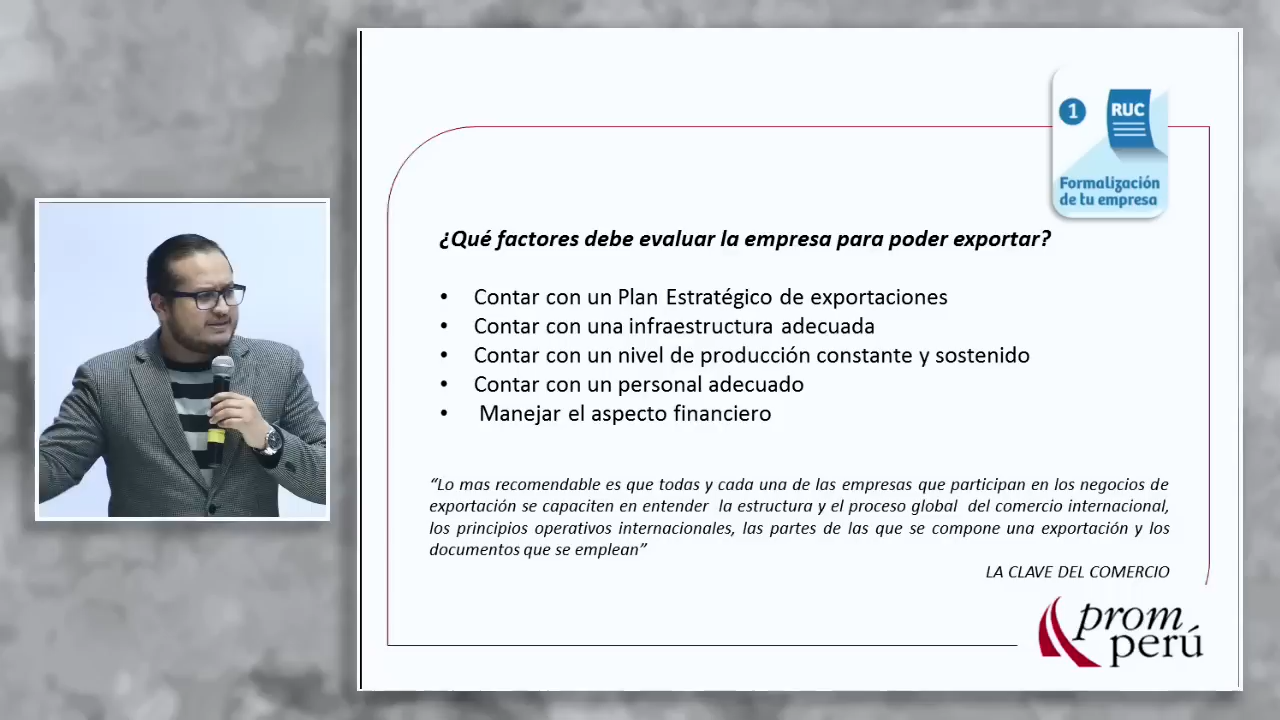 1
RUC
Formalización
de tu empresa
¿Qué factores debe evaluar la empresa para poder exportar?
• Contar con un Plan Estratégico de exportaciones
• Contar con una infraestructura adecuada
• Contar con un nivel de producción constante y sostenido
• Contar con un personal adecuado
• Manejar el aspecto financiero
“Lo mas recomendable es que todas y cada una de las empresas que participan en los negocios de
exportación se capaciten en entender la estructura y el proceso global del comercio internacional,
los principios operativos internacionales, las partes de las que se compone una exportación y los
documentos que se emplean”
LA CLAVE DEL COMERCIO
prom
perú